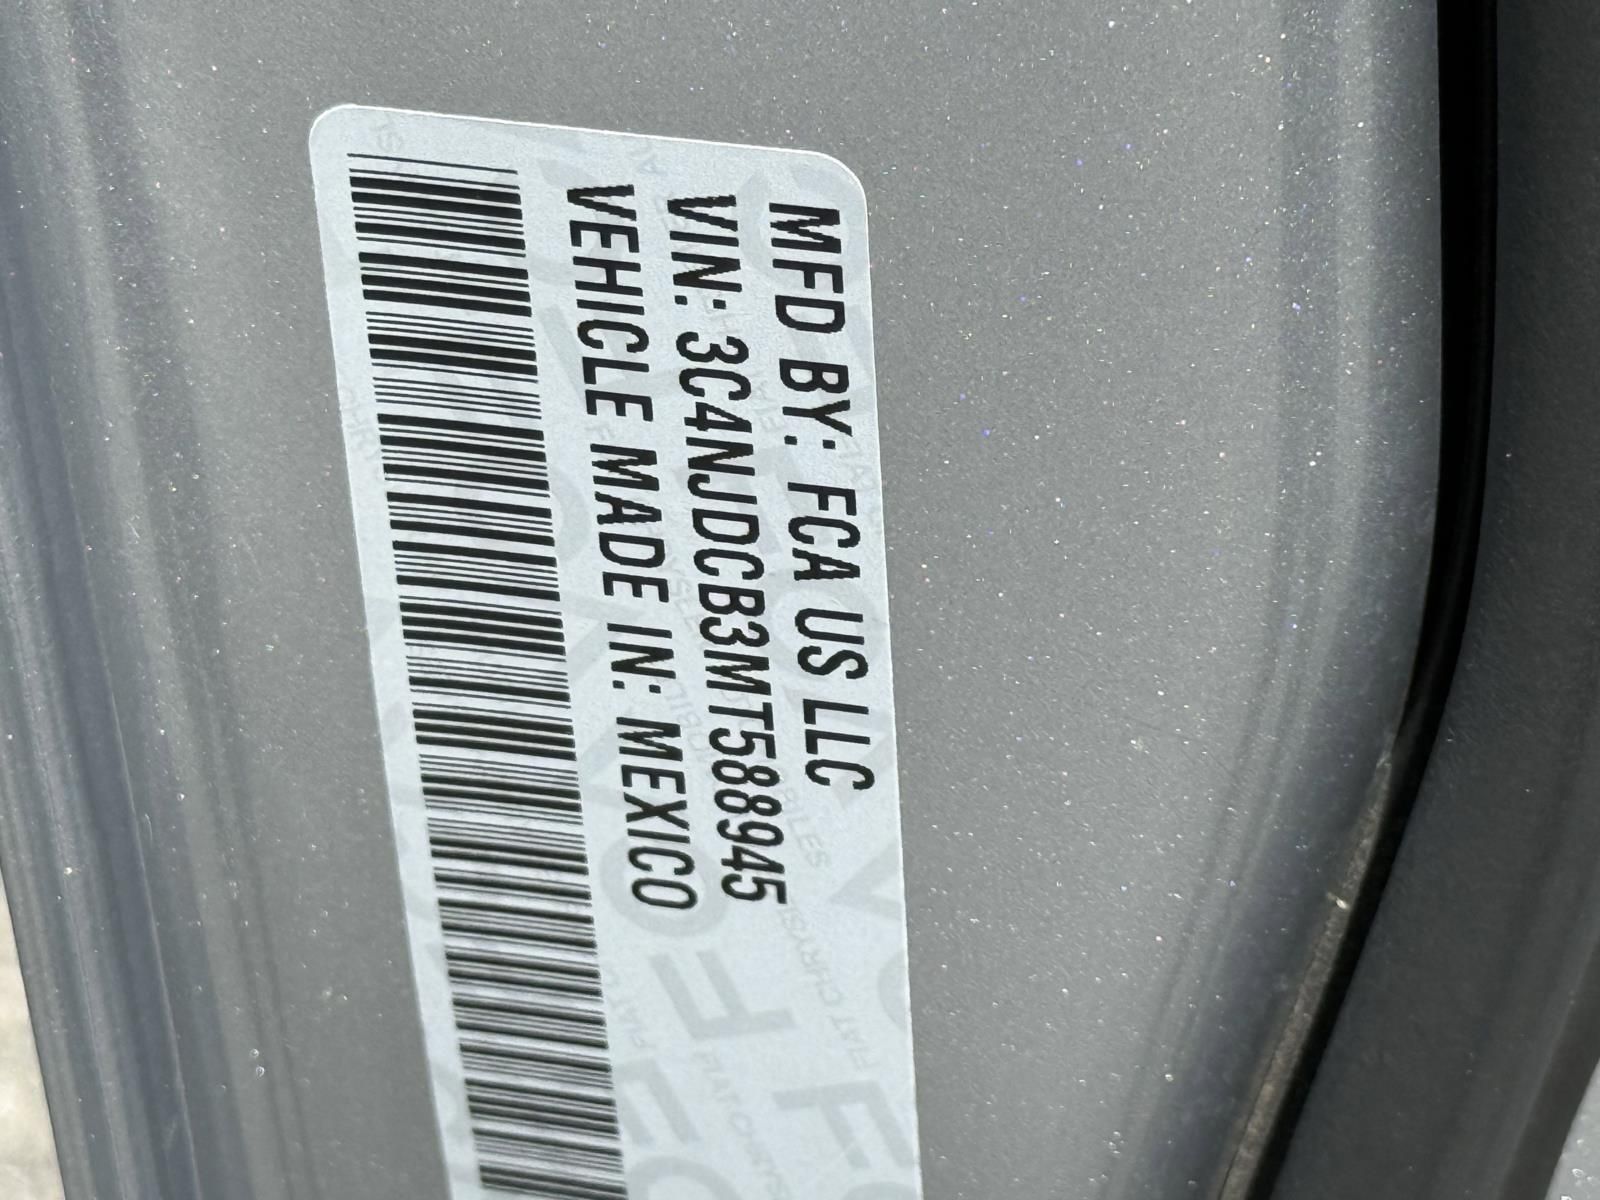 MFD BY: FCA US LLC
VIN: 3C4NJDCB3MT588945
VEHICLE MADE IN: MEXICO